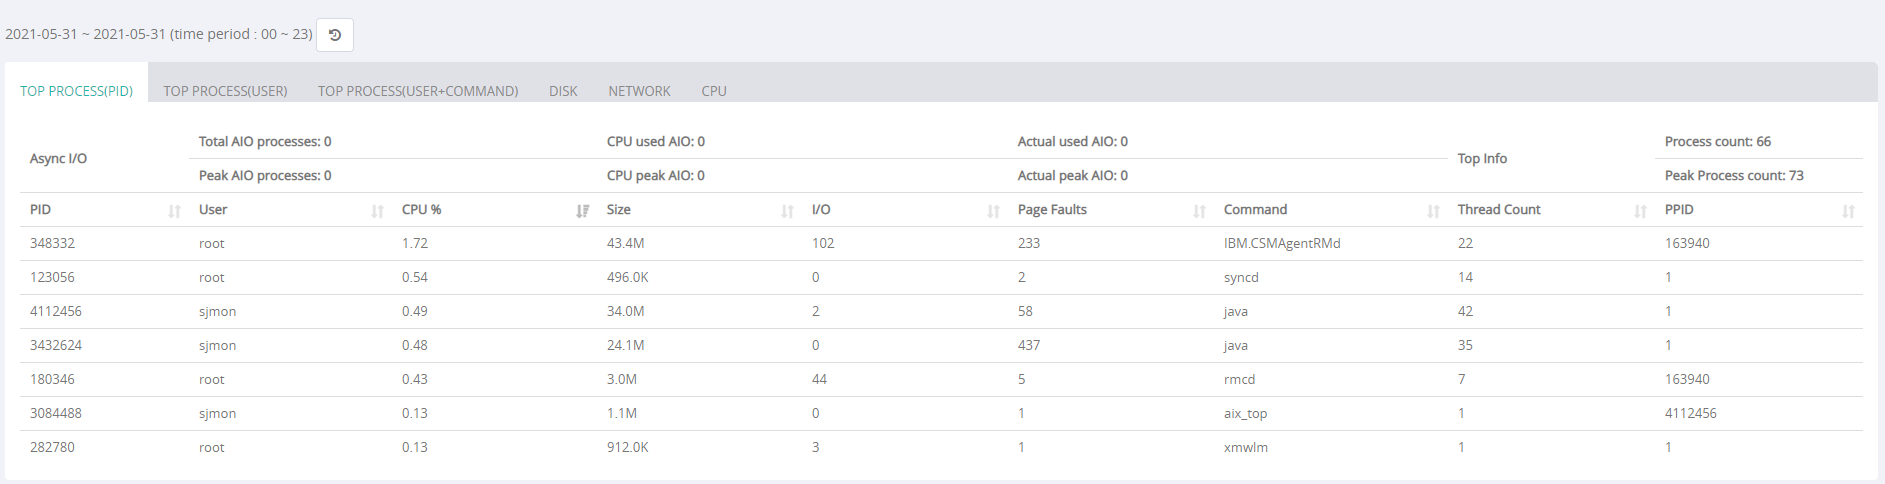 2021-05-31 ~ 2021-05-31 (time period : 00 ~ 23)
TOP PROCESS(PID) TOP PROCESS(USER) TOP PROCESS(USER+COMMAND) DISK NETWORK CPU
Async I/O Total AIO processes: 0 CPU used AIO: 0 Actual used AIO: 0 Top Info Process count: 66
Peak AIO processes: 0 CPU peak AIO: 0 Actual peak AIO: 0 Peak Process count: 73
PID User CPU % Size I/O Page Faults Command Thread Count PPID
348332 root 1.72 43.4M 102 233 IBM.CSMAgentRMd 22 163940
123056 root 0.54 496.0K 0 2 syncd 14 1
4112456 sjmon 0.49 34.0M 2 58 java 42 1
3432624 sjmon 0.48 24.1M 0 437 java 35 1
180346 root 0.43 3.0M 44 5 rmcd 7 163940
3084488 sjmon 0.13 1.1M 0 1 aix_top 1 4112456
282780 root 0.13 912.0K 3 1 xmwlm 1 1